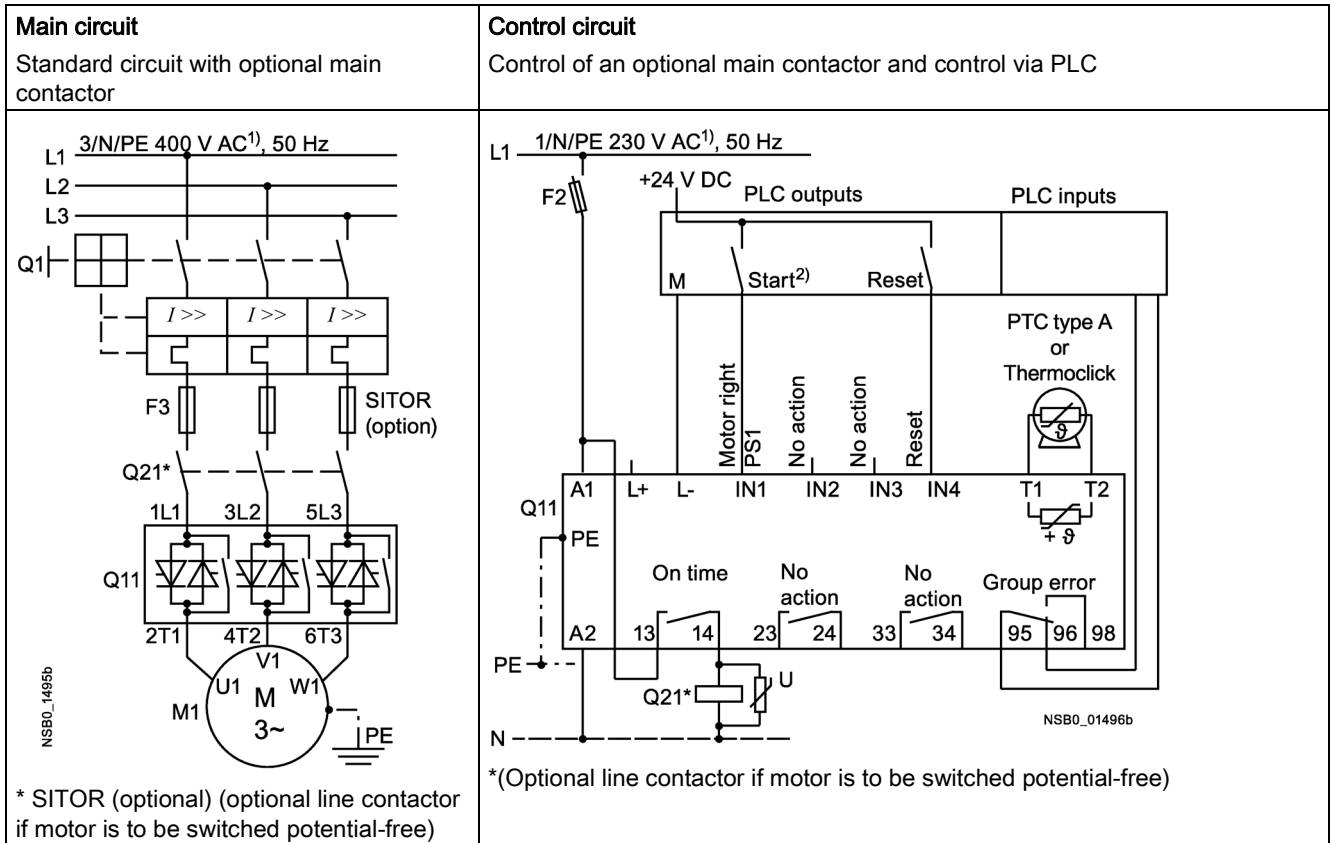 Main circuit
Standard circuit with optional main
contactor
3/N/PE 400 V AC1), 50 Hz
L1
L2
L3
Q1
I >> I >> I >>
F3
SITOR
(option)
Q21*
1L1 3L2 5L3
Q11
2T1 4T2 6T3
V1
U1 W1
M
3~
M1
PE
NSB0_1495b
* SITOR (optional) (optional line contactor
if motor is to be switched potential-free)
Control circuit
Control of an optional main contactor and control via PLC
1/N/PE 230 V AC1), 50 Hz
L1
F2
+24 V DC
PLC outputs
PLC inputs
M
Start2)
Reset
PTC type A
or
Thermoclick
ϑ
Motor right
PS1
No action
No action
Reset
A1 L+ L- IN1 IN2 IN3 IN4 T1 T2
Q11
PE
+ ϑ
On time
No
action
No
action
Group error
A2 13 14 23 24 33 34 95 96 98
PE
Q21*
U
NSB0_01496b
N
*(Optional line contactor if motor is to be switched potential-free)